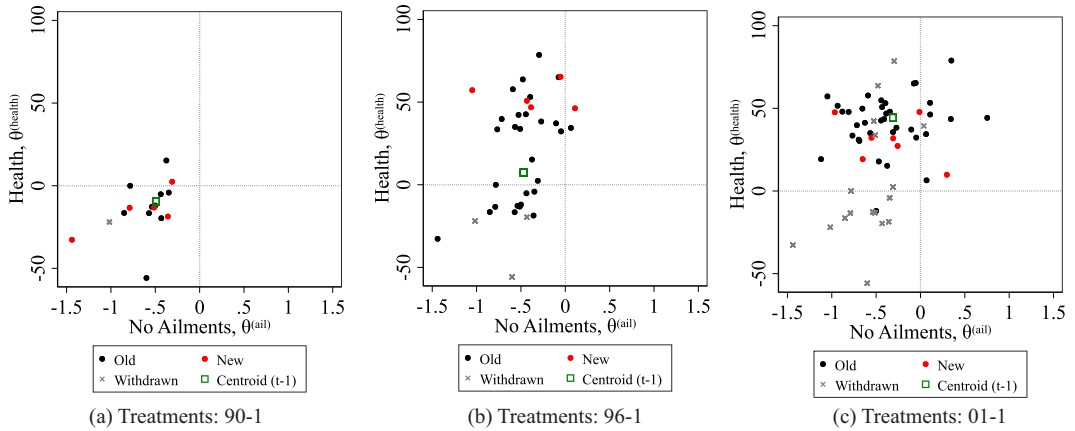 100
50
0
-50
Health, θ(health)
-1.5 -1 -.5 0 .5 1 1.5
No Ailments, θ(ail)
Old New
Withdrawn Centroid (t-1)
(a) Treatments: 90-1
100
50
0
-50
Health, θ(health)
-1.5 -1 -.5 0 .5 1 1.5
No Ailments, θ(ail)
Old New
Withdrawn Centroid (t-1)
(b) Treatments: 96-1
100
50
0
-50
Health, θ(health)
-1.5 -1 -.5 0 .5 1 1.5
No Ailments, θ(ail)
Old New
Withdrawn Centroid (t-1)
(c) Treatments: 01-1